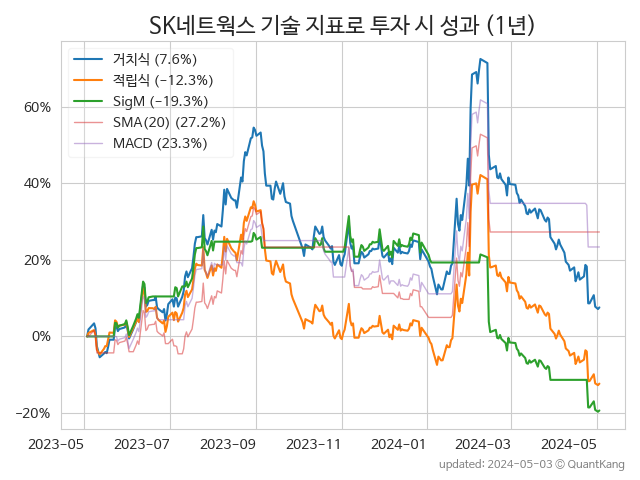 SK네트웍스 기술 지표로 투자 시 성과 (1년)
거치식 (7.6%)
적립식 (−12.3%)
SigM (−19.3%)
SMA(20) (27.2%)
MACD (23.3%)
60%
40%
20%
0%
−20%
2023-05
2023-07
2023-09
2023-11
2024-01
2024-03
2024-05
updated: 2024-05-03 © QuantKang